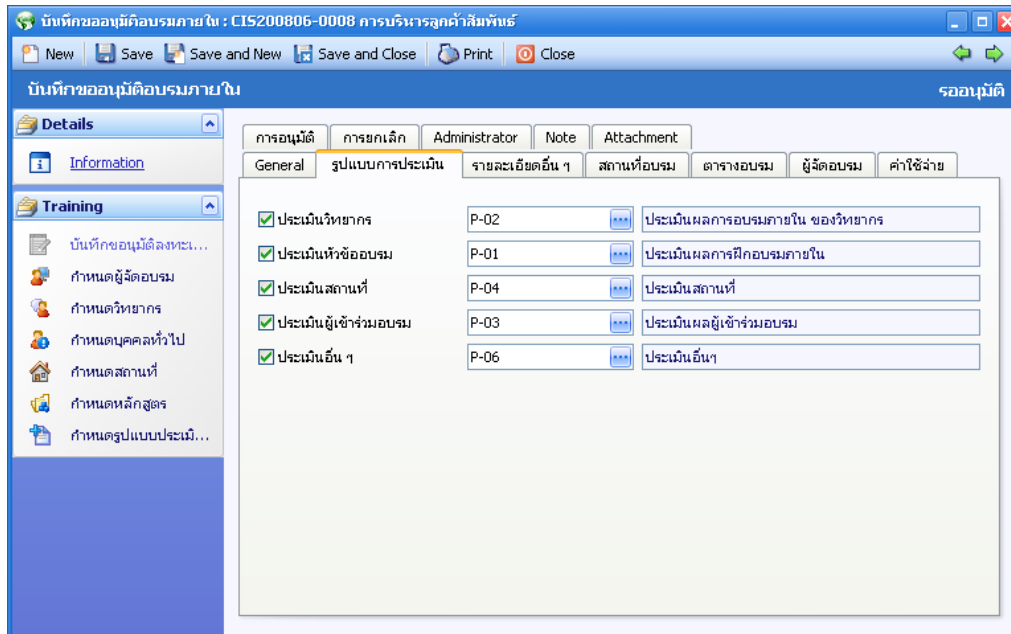 บันทึกขออนุมัติอบรมภายใน : CIS200806-0008 การบริหารลูกค้าสัมพันธ์
New Save Save and New Save and Close Print Close
บันทึกขออนุมัติอบรมภายใน รออนุมัติ
Details
Information
Training
บันทึกขอนุมัติลงทะเ...
กำหนดผู้จัดอบรม
กำหนดวิทยากร
กำหนดบุคคลทั่วไป
กำหนดสถานที่
กำหนดหลักสูตร
กำหนดรูปแบบประเมิ...
การอนุมัติ การยกเลิก Administrator Note Attachment
General รูปแบบการประเมิน รายละเอียดอื่น ๆ สถานที่อบรม ตารางอบรม ผู้จัดอบรม ค่าใช้จ่าย
ประเมินวิทยากร P-02 ประเมินผลการอบรมภายใน ของวิทยากร
ประเมินหัวข้ออบรม P-01 ประเมินผลการฝึกอบรมภายใน
ประเมินสถานที่ P-04 ประเมินสถานที่
ประเมินผู้เข้าร่วมอบรม P-03 ประเมินผลผู้เข้าร่วมอบรม
ประเมินอื่น ๆ P-06 ประเมินอื่นๆ